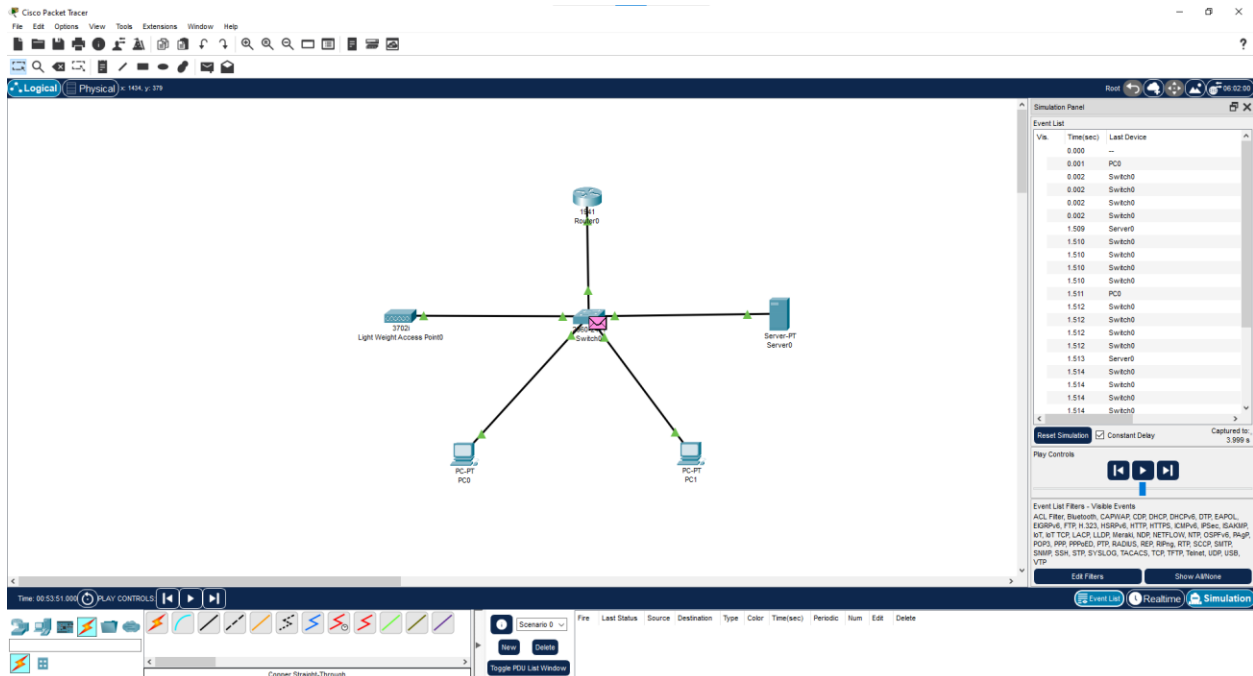 Cisco Packet Tracer
File Edit Options View Tools Extensions Window Help
?
Logical Physical x: 1434, y: 379 Root 06:02:00
Simulation Panel
Event List
Vis. Time(sec) Last Device
0.000 --
0.001 PC0
0.002 Switch0
0.002 Switch0
0.002 Switch0
0.002 Switch0
1.509 Server0
1.510 Switch0
1.510 Switch0
1.510 Switch0
1.510 Switch0
1.511 PC0
1.512 Switch0
1.512 Switch0
1.512 Switch0
1.512 Switch0
1.513 Server0
1.514 Switch0
1.514 Switch0
1.514 Switch0
1.514 Switch0
Reset Simulation Constant Delay Captured to:
3.999 s
Play Controls
Event List Filters - Visible Events
ACL Filter, Bluetooth, CAPWAP, CDP, DHCP, DHCPv6, DTP, EAPOL,
EIGRPv6, FTP, H.323, HSRPv6, HTTP, HTTPS, ICMPv6, IPSec, ISAKMP,
IoT, IoT TCP, LACP, LLDP, Meraki, NDP, NETFLOW, NTP, OSPFv6, PAgP,
POP3, PPP, PPPoED, PTP, RADIUS, REP, RIPng, RTP, SCCP, SMTP,
SNMP, SSH, STP, SYSLOG, TACACS, TCP, TFTP, Telnet, UDP, USB,
VTP
Edit Filters Show All/None
1941
Router0
3702i
Light Weight Access Point0
Switch0
Server-PT
Server0
PC-PT
PC0
PC-PT
PC1
Time: 00:53:51.000 PLAY CONTROLS: Event List Realtime Simulation
Scenario 0
New Delete
Toggle PDU List Window
Fire Last Status Source Destination Type Color Time(sec) Periodic Num Edit Delete
Copper Straight-Through